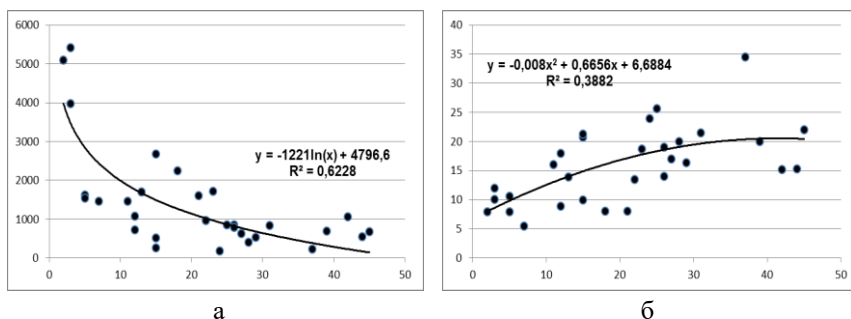 6000
5000
4000
3000
2000
1000
0
y = -1221ln(x) + 4796,6
R² = 0,6228
0 10 20 30 40 50
а
40
35
30
25
20
15
10
5
0
y = -0,008x² + 0,6656x + 6,6884
R² = 0,3882
0 10 20 30 40 50
б